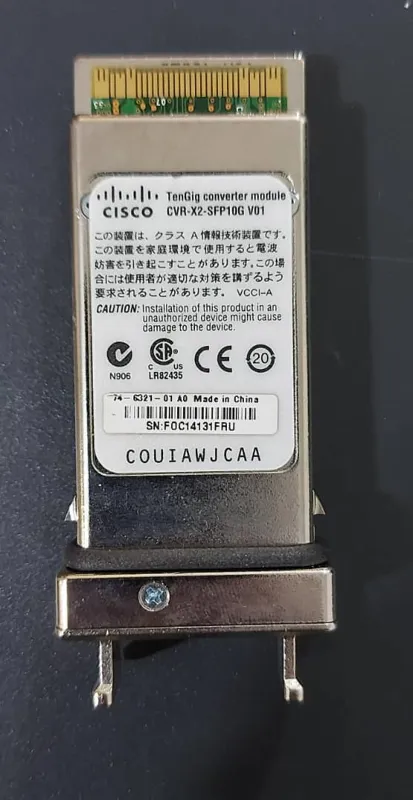 TenGig converter module
CISCO CVR-X2-SFP10G V01
この装置は、クラス A 情報技術装置です。
この装置を家庭環境で使用すると電波
妨害を引き起こすことがあります。この場
合には使用者が適切な対策を講ずるよう
要求されることがあります。 VCCI-A
CAUTION: Installation of this product in an
unauthorized device might cause
damage to the device.
N906
C US
LR82435
20
74-6321-01 A0 Made in China
SN:FOC14131FRU
COUIAWJCAA